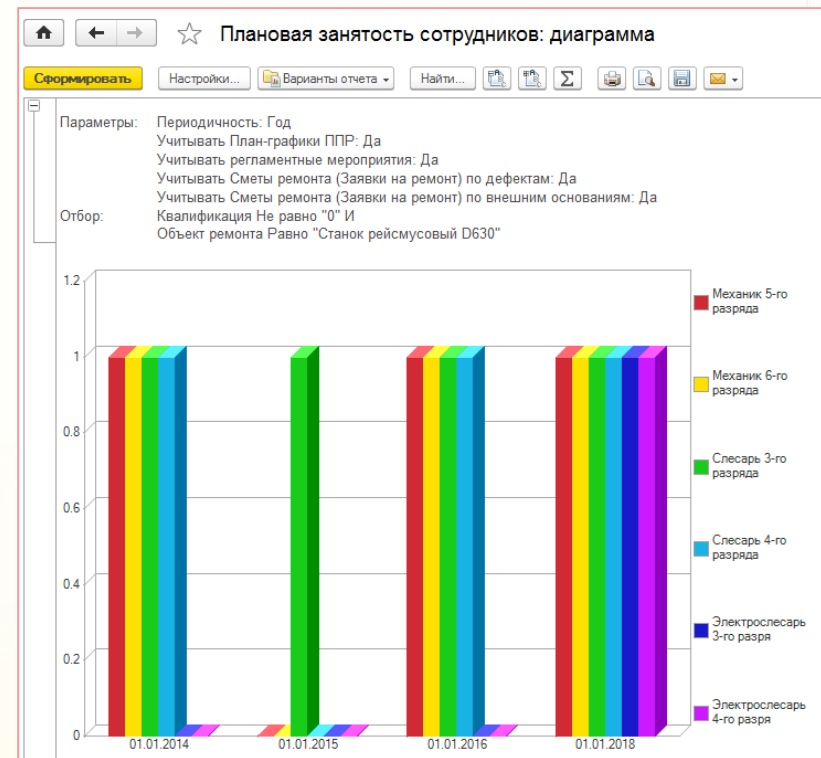 Плановая занятость сотрудников: диаграмма
Сформировать
Настройки...
Варианты отчета
Найти...
Параметры: Периодичность: Год
Учитывать План-графики ППР: Да
Учитывать регламентные мероприятия: Да
Учитывать Сметы ремонта (Заявки на ремонт) по дефектам: Да
Учитывать Сметы ремонта (Заявки на ремонт) по внешним основаниям: Да
Отбор: Квалификация Не равно "0" И
Объект ремонта Равно "Станок рейсмусовый D630"
1.2
1
0.8
0.6
0.4
0.2
0
01.01.2014
01.01.2015
01.01.2016
01.01.2018
Механик 5-го
разряда
Механик 6-го
разряда
Слесарь 3-го
разряда
Слесарь 4-го
разряда
Электрослесарь
3-го разря
Электрослесарь
4-го разря